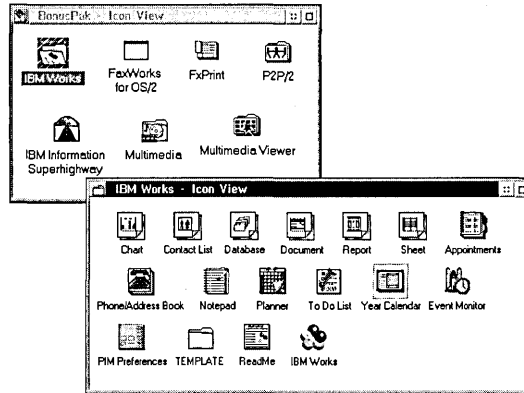 BonusPak - Icon View
IBM Works
FaxWorks
for OS/2
FxPrint
P2P/2
IBM Information
Superhighway
Multimedia
Multimedia Viewer
IBM Works - Icon View
Chart
Contact List
Database
Document
Report
Sheet
Appointments
Phone/Address Book
Notepad
Planner
To Do List
Year Calendar
Event Monitor
PIM Preferences
TEMPLATE
ReadMe
IBM Works